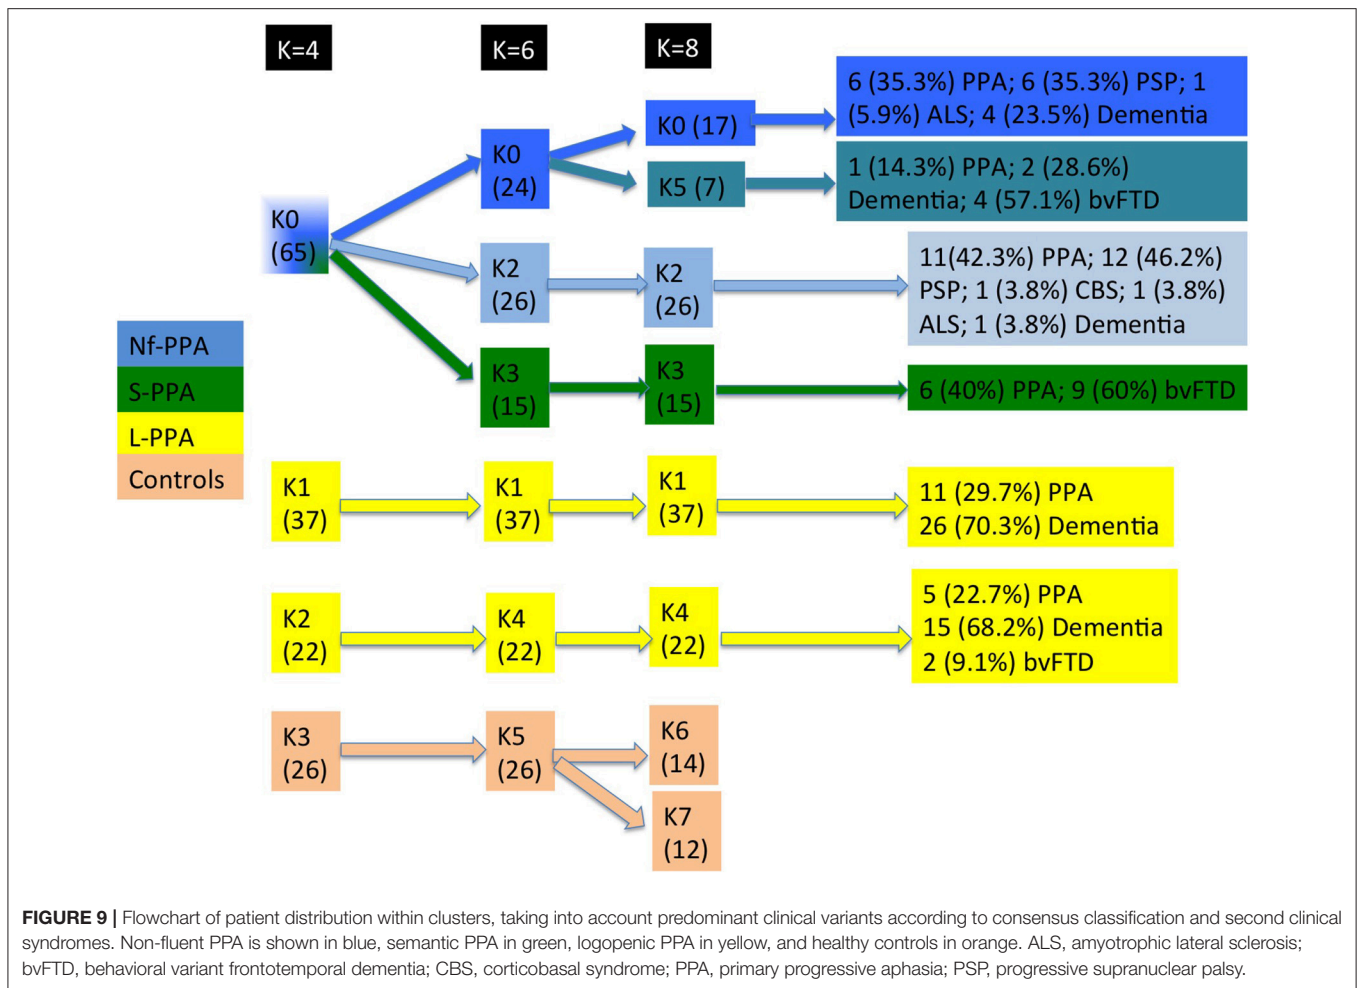 K=4
K=6
K=8
6 (35.3%) PPA; 6 (35.3%) PSP; 1
(5.9%) ALS; 4 (23.5%) Dementia
K0 (17)
K0
(24)
K5 (7)
1 (14.3%) PPA; 2 (28.6%)
Dementia; 4 (57.1%) bvFTD
K0
(65)
K2
(26)
K2
(26)
11(42.3%) PPA; 12 (46.2%)
PSP; 1 (3.8%) CBS; 1 (3.8%)
ALS; 1 (3.8%) Dementia
Nf-PPA
S-PPA
L-PPA
Controls
K3
(15)
K3
(15)
6 (40%) PPA; 9 (60%) bvFTD
K1
(37)
K1
(37)
K1
(37)
11 (29.7%) PPA
26 (70.3%) Dementia
K2
(22)
K4
(22)
K4
(22)
5 (22.7%) PPA
15 (68.2%) Dementia
2 (9.1%) bvFTD
K3
(26)
K5
(26)
K6
(14)
K7
(12)
FIGURE 9 | Flowchart of patient distribution within clusters, taking into account predominant clinical variants according to consensus classification and second clinical
syndromes. Non-fluent PPA is shown in blue, semantic PPA in green, logopenic PPA in yellow, and healthy controls in orange. ALS, amyotrophic lateral sclerosis;
bvFTD, behavioral variant frontotemporal dementia; CBS, corticobasal syndrome; PPA, primary progressive aphasia; PSP, progressive supranuclear palsy.